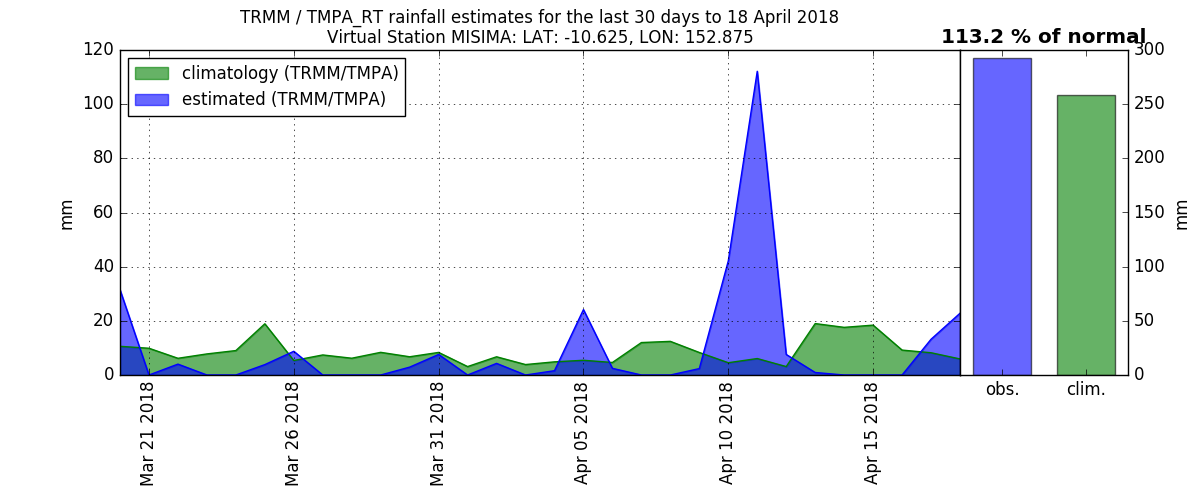 TRMM / TMPA_RT rainfall estimates for the last 30 days to 18 April 2018
Virtual Station MISIMA: LAT: -10.625, LON: 152.875
113.2 % of normal
climatology (TRMM/TMPA)
estimated (TRMM/TMPA)
mm
120
100
80
60
40
20
0
Mar 21 2018
Mar 26 2018
Mar 31 2018
Apr 05 2018
Apr 10 2018
Apr 15 2018
obs.
clim.
300
250
200
150
100
50
0
mm